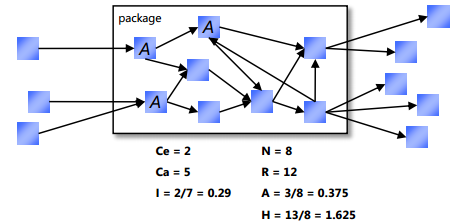 package
A
A
A
Ce = 2 N = 8
Ca = 5 R = 12
I = 2/7 = 0.29 A = 3/8 = 0.375
H = 13/8 = 1.625